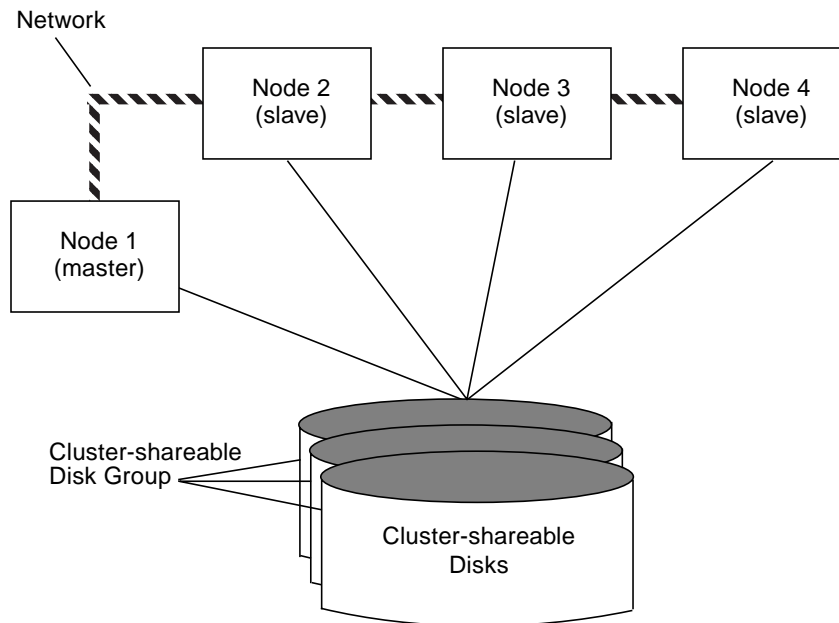 Network
Node 2
(slave)
Node 3
(slave)
Node 4
(slave)
Node 1
(master)
Cluster-shareable
Disk Group
Cluster-shareable
Disks